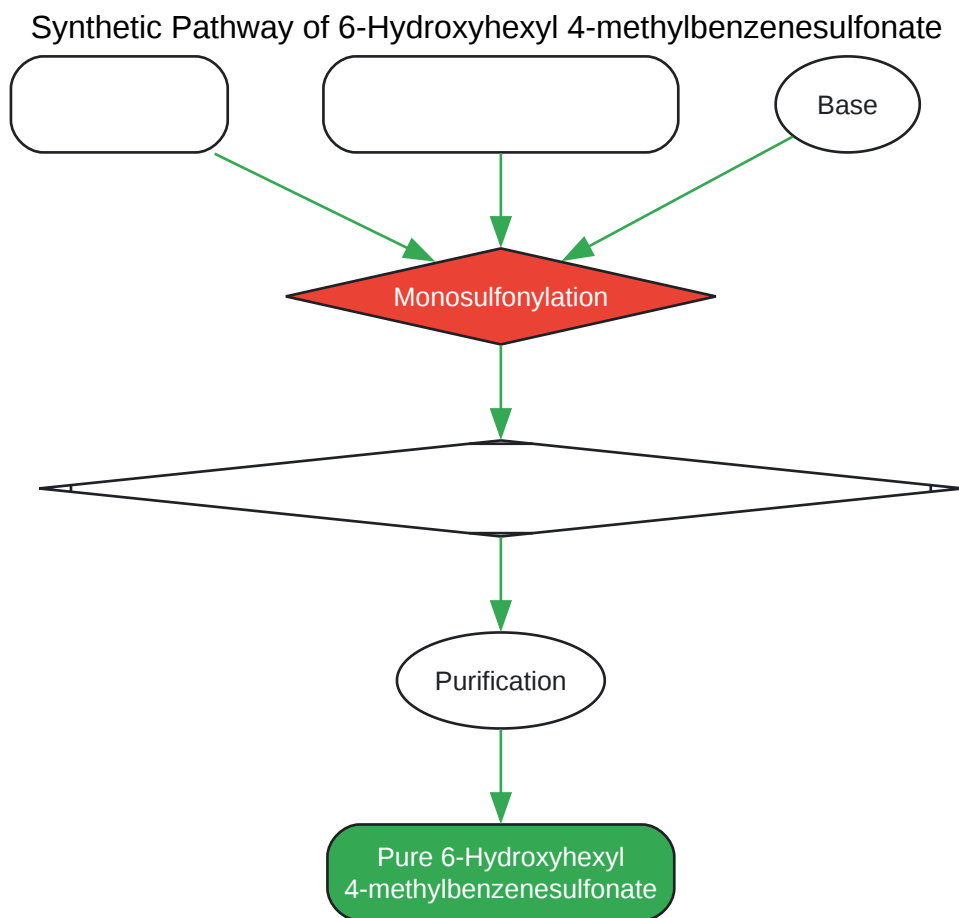 Synthetic Pathway of 6-Hydroxyhexyl 4-methylbenzenesulfonate
Base
Monosulfonylation
Purification
Pure 6-Hydroxyhexyl
4-methylbenzenesulfonate